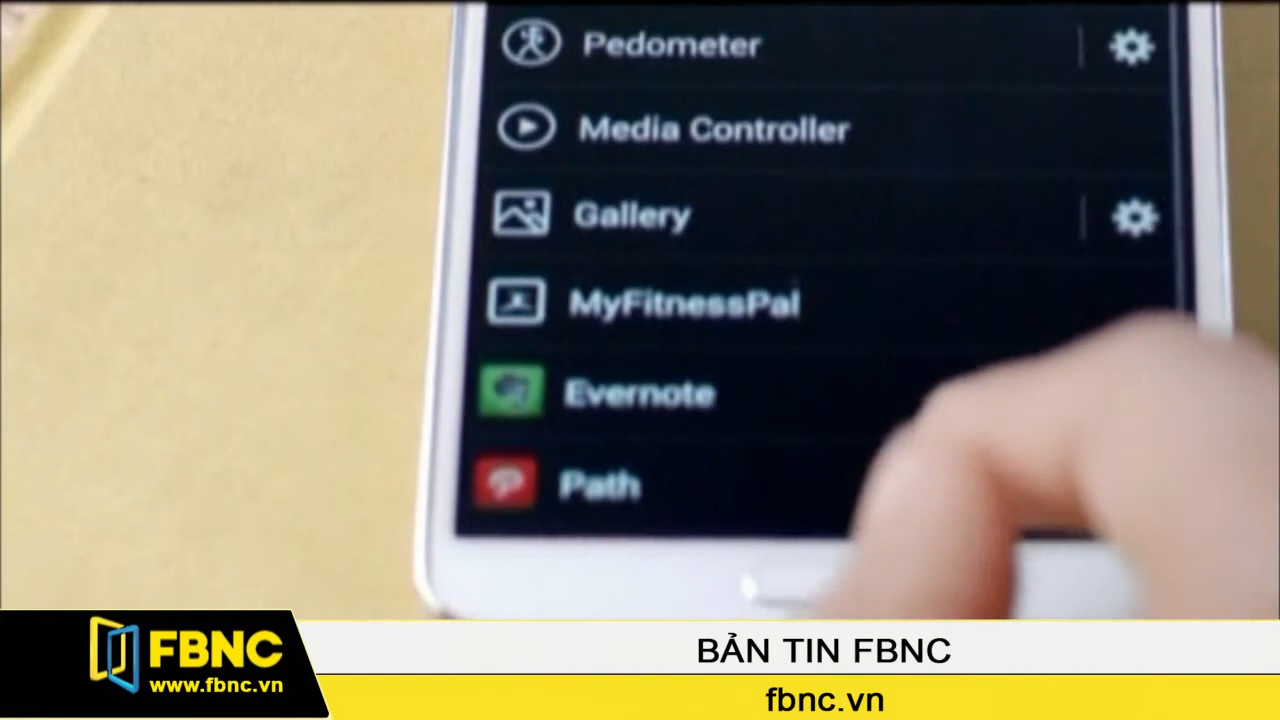 Pedometer
Media Controller
Gallery
MyFitnessPal
Evernote
Path
FBNC
www.fbnc.vn
BẢN TIN FBNC
fbnc.vn